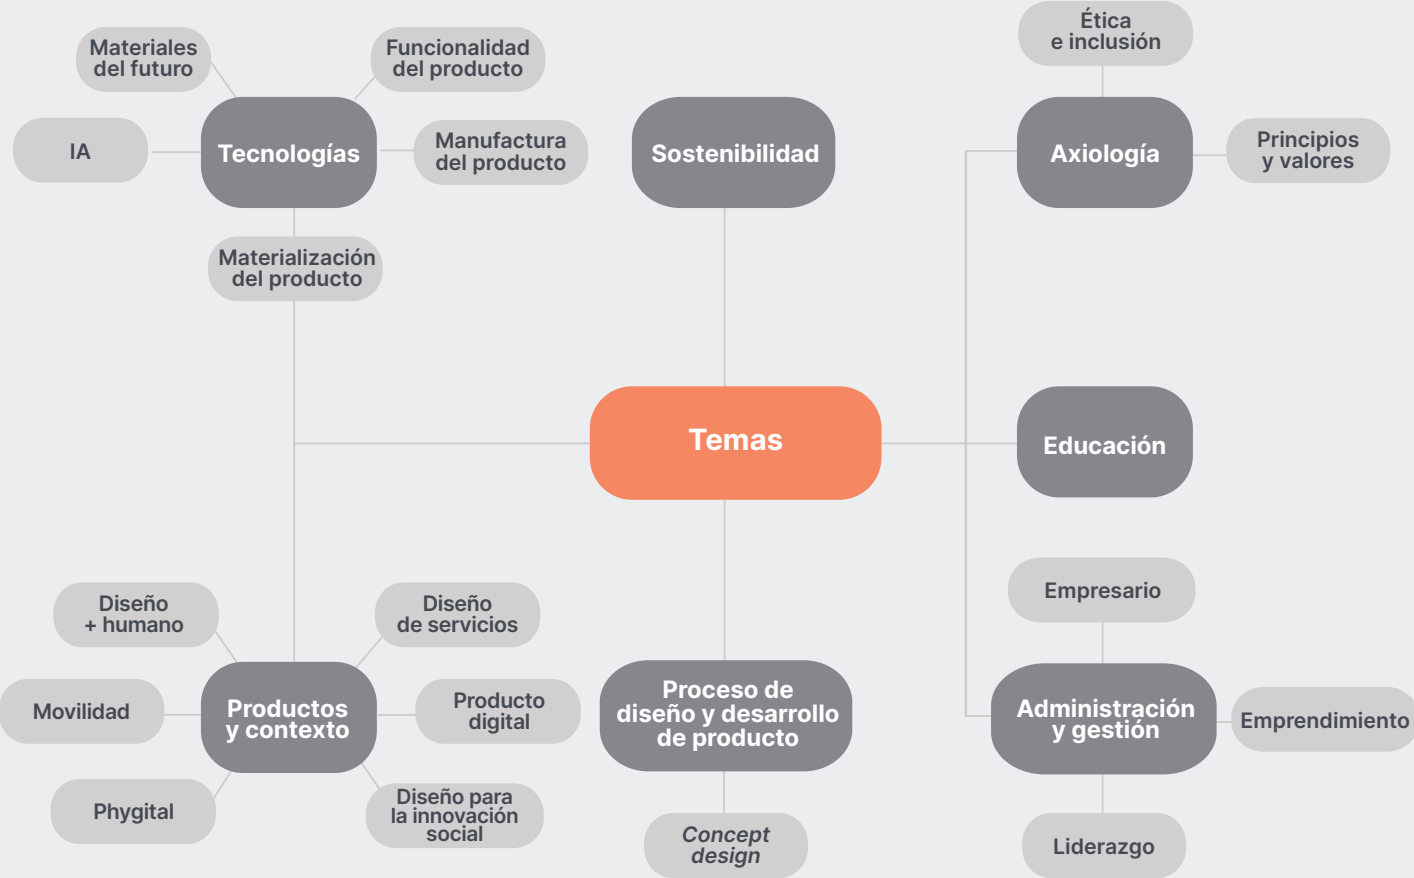 Materiales
del futuro
Funcionalidad
del producto
IA
Tecnologías
Manufactura
del producto
Materialización
del producto
Sostenibilidad
Ética
e inclusión
Axiología
Principios
y valores
Temas
Educación
Diseño
+ humano
Diseño
de servicios
Movilidad
Productos
y contexto
Producto
digital
Phygital
Diseño para
la innovación
social
Proceso de
diseño y desarrollo
de producto
Concept
design
Empresario
Administración
y gestión
Emprendimiento
Liderazgo